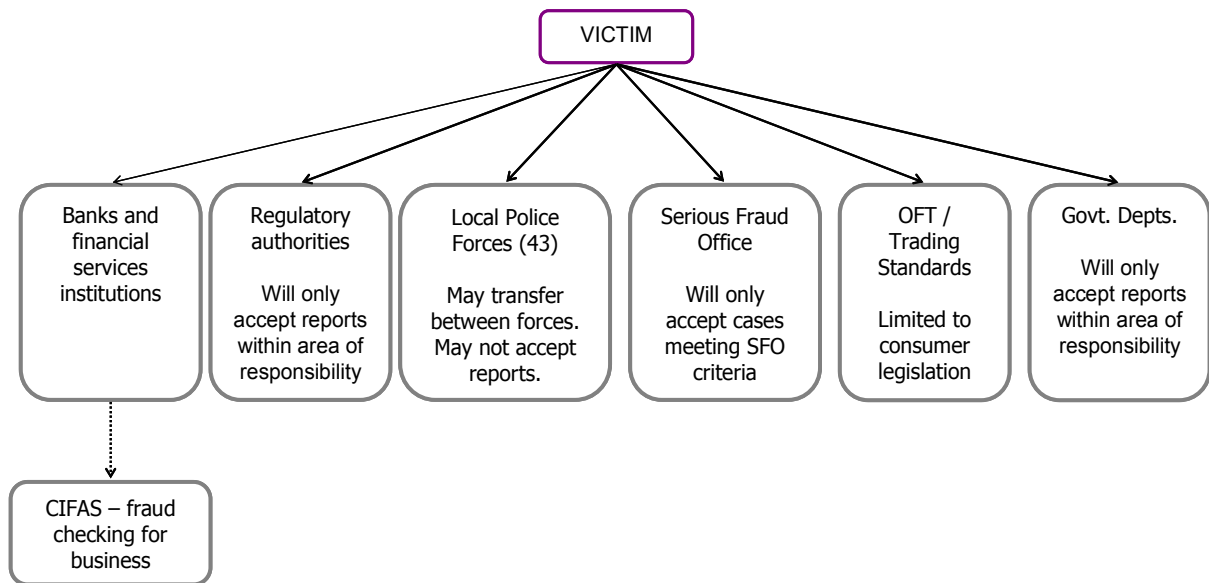 VICTIM
Banks and
financial
services
institutions
Regulatory
authorities
Will only
accept reports
within area of
responsibility
Local Police
Forces (43)
May transfer
between forces.
May not accept
reports.
Serious Fraud
Office
Will only
accept cases
meeting SFO
criteria
OFT /
Trading
Standards
Limited to
consumer
legislation
Govt. Depts.
Will only
accept reports
within area of
responsibility
CIFAS – fraud
checking for
business